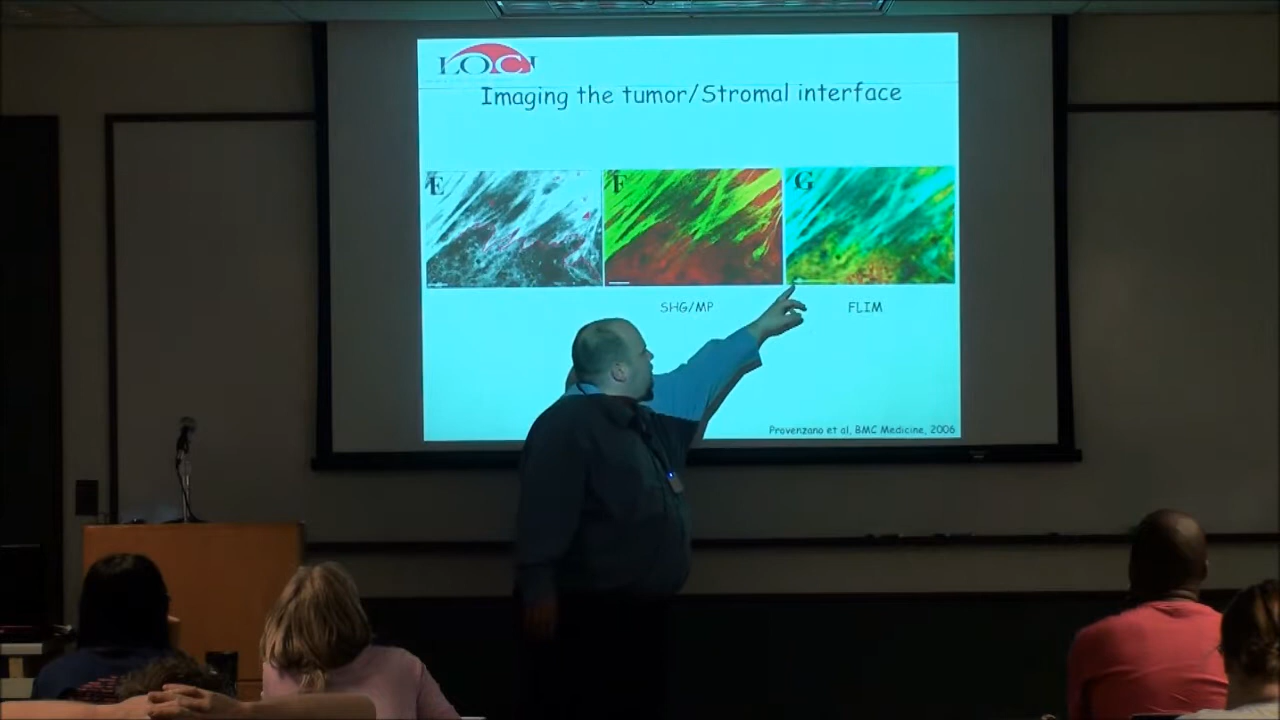 LOCI
Imaging the tumor/Stromal interface
E F G
SHG/MP FLIM
Provenzano et al, BMC Medicine, 2006